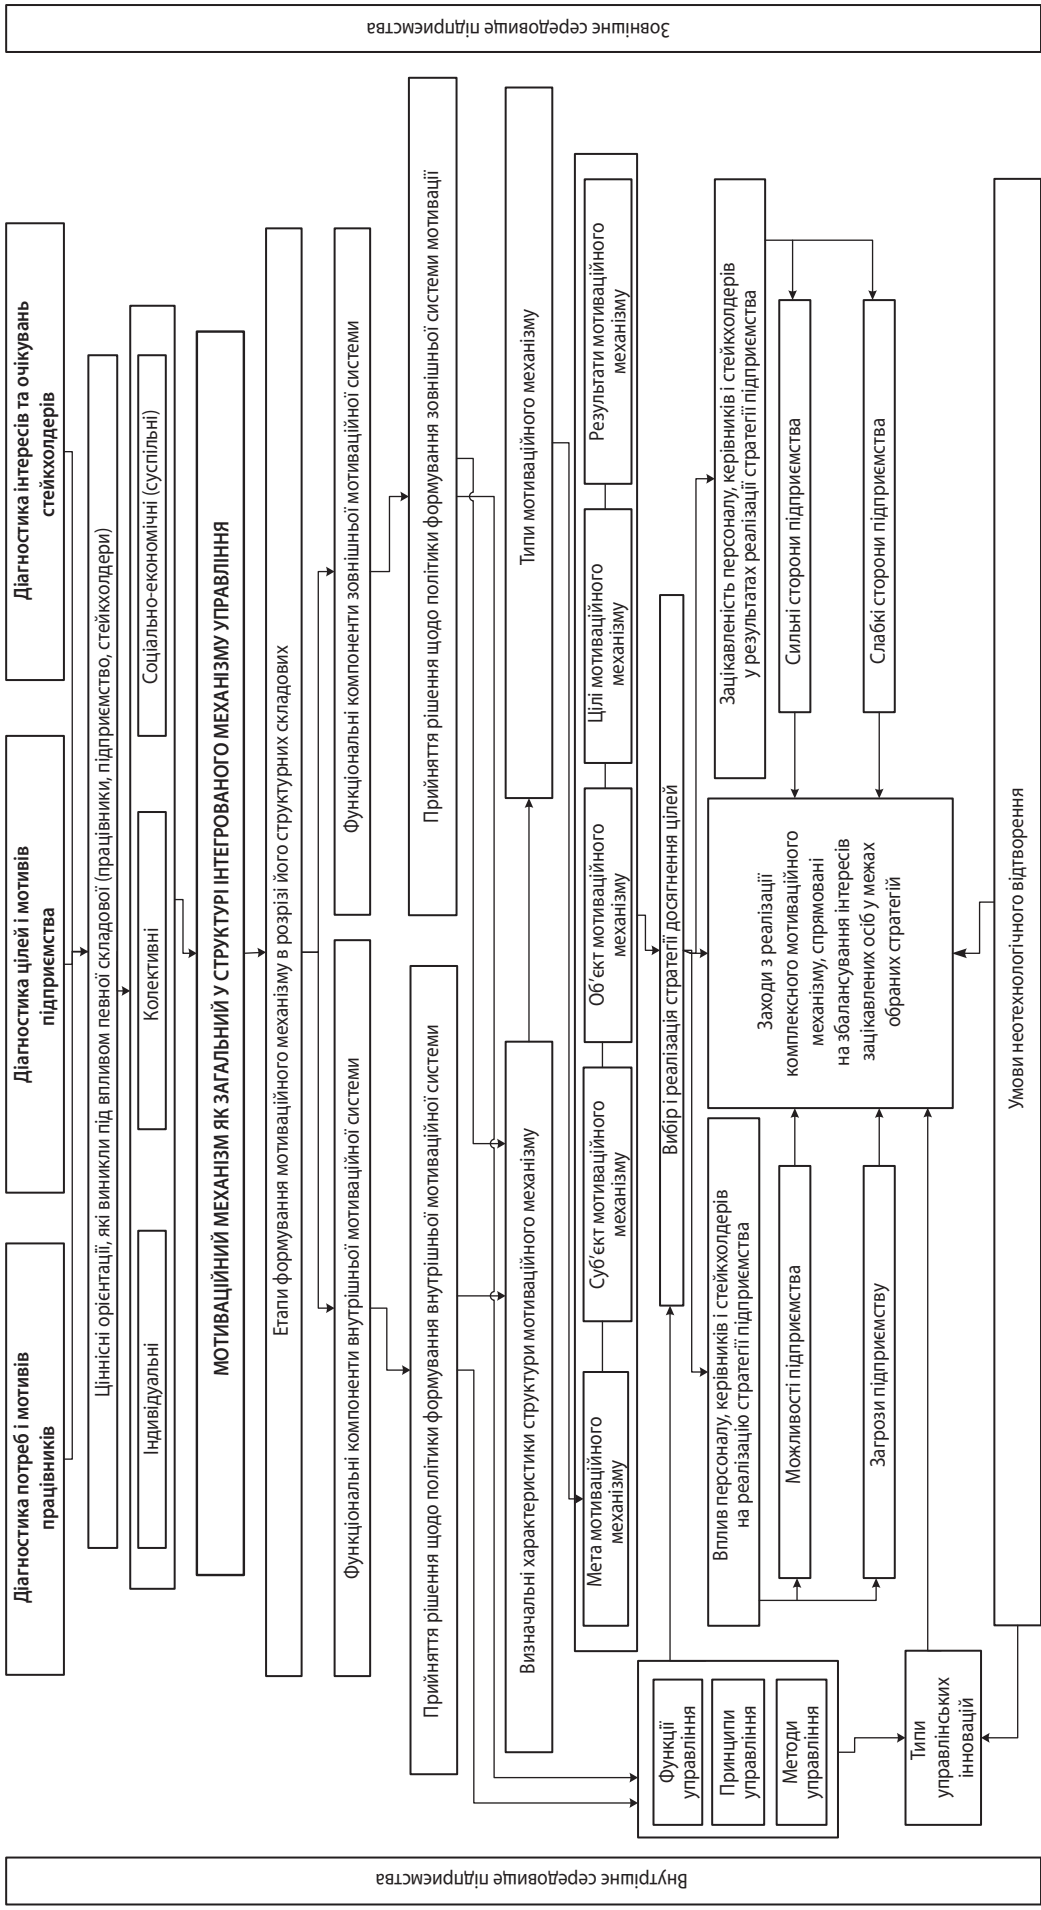 Внутрішнє середовище підприємства
Зовнішнє середовище підприємства
Діагностика потреб і мотивів
працівників
Діагностика цілей і мотивів
підприємства
Діагностика інтересів та очікувань
стейкхолдерів
Ціннісні орієнтації, які виникли під впливом певної складової (працівники, підприємство, стейкхолдери)
Індивідуальні
Колективні
Соціально-економічні (суспільні)
МОТИВАЦІЙНИЙ МЕХАНІЗМ ЯК ЗАГАЛЬНИЙ У СТРУКТУРІ ІНТЕГРОВАНОГО МЕХАНІЗМУ УПРАВЛІННЯ
Етапи формування мотиваційного механізму в розрізі його структурних складових
Функціональні компоненти внутрішньої мотиваційної системи
Функціональні компоненти зовнішньої мотиваційної системи
Прийняття рішення щодо політики формування внутрішньої мотиваційної системи
Прийняття рішення щодо політики формування зовнішньої системи мотивації
Визначальні характеристики структури мотиваційного механізму
Типи мотиваційного механізму
Мета мотиваційного
механізму
Суб’єкт мотиваційного
механізму
Об’єкт мотиваційного
механізму
Цілі мотиваційного
механізму
Результати мотиваційного
механізму
Функції
управління
Принципи
управління
Методи
управління
Вибір і реалізація стратегії досягнення цілей
Вплив персоналу, керівників і стейкхолдерів
на реалізацію стратегії підприємства
Зацікавленість персоналу, керівників і стейкхолдерів
у результатах реалізації стратегії підприємства
Можливості підприємства
Загрози підприємству
Заходи з реалізації
комплексного мотиваційного
механізму, спрямовані
на збалансування інтересів
зацікавлених осіб у межах
обраних стратегій
Сильні сторони підприємства
Слабкі сторони підприємства
Типи
управлінських
інновацій
Умови неотехнологічного відтворення